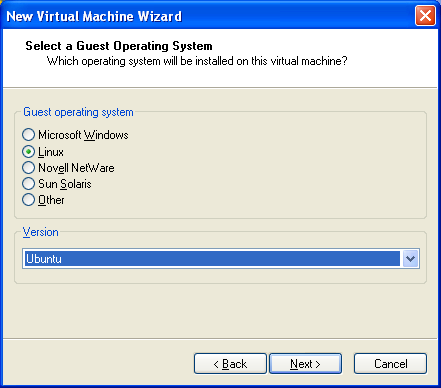 New Virtual Machine Wizard
Select a Guest Operating System
Which operating system will be installed on this virtual machine?
Guest operating system
Microsoft Windows
Linux
Novell NetWare
Sun Solaris
Other
Version
Ubuntu
< Back Next > Cancel